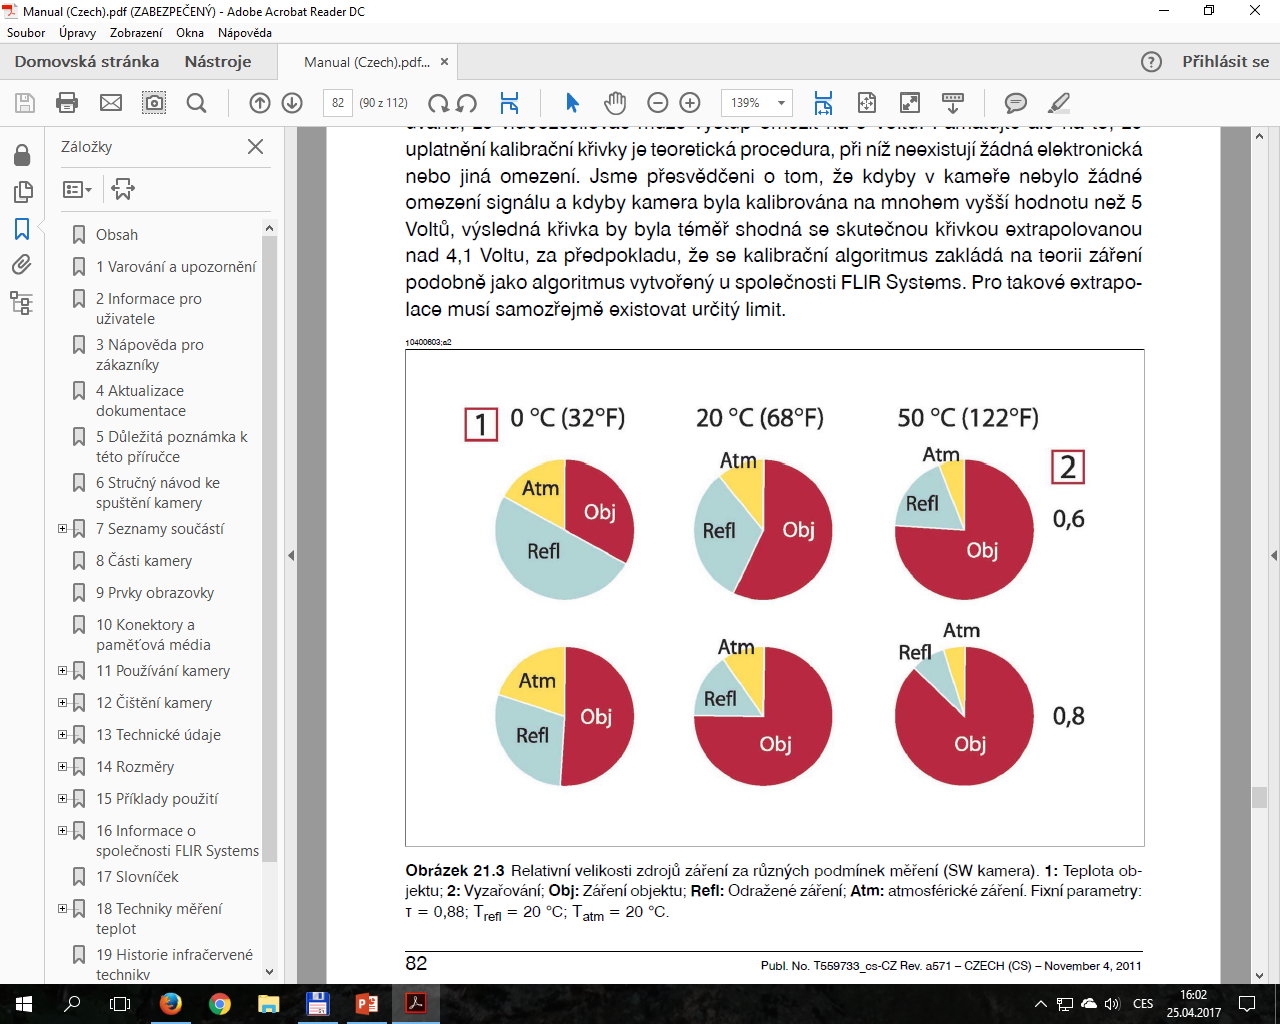 Manual (Czech).pdf (ZABEZPEČENÝ) - Adobe Acrobat Reader DC
Soubor Úpravy Zobrazení Okna Nápověda
Domovská stránka Nástroje Manual (Czech).pdf... × Přihlásit se
82 (90 z 112) 139%
Záložky
Obsah
1 Varování a upozornění
2 Informace pro
uživatele
3 Nápověda pro
zákazníky
4 Aktualizace
dokumentace
5 Důležitá poznámka k
této příručce
6 Stručný návod ke
spuštění kamery
7 Seznamy součástí
8 Části kamery
9 Prvky obrazovky
10 Konektory a
paměťová média
11 Používání kamery
12 Čištění kamery
13 Technické údaje
14 Rozměry
15 Příklady použití
16 Informace o
společnosti FLIR Systems
17 Slovníček
18 Techniky měření
teplot
19 Historie infračervené
techniky
uplatnění kalibrační křivky je teoretická procedura, při níž neexistují žádná elektronická
nebo jiná omezení. Jsme přesvědčeni o tom, že kdyby v kameře nebylo žádné
omezení signálu a kdyby kamera byla kalibrována na mnohem vyšší hodnotu než 5
Voltů, výsledná křivka by byla téměř shodná se skutečnou křivkou extrapolovanou
nad 4,1 Voltu, za předpokladu, že se kalibrační algoritmus zakládá na teorii záření
podobně jako algoritmus vytvořený u společnosti FLIR Systems. Pro takové extrapo-
lace musí samozřejmě existovat určitý limit.
10400603;a2
1 0 °C (32°F) 20 °C (68°F) 50 °C (122°F)
Atm Obj Refl
Atm Refl Obj
Atm Refl Obj
2
0,6
Atm Obj Refl
Atm Refl Obj
Atm Refl Obj
0,8
Obrázek 21.3 Relativní velikosti zdrojů záření za různých podmínek měření (SW kamera). 1: Teplota ob-
jektu; 2: Vyzařování; Obj: Záření objektu; Refl: Odražené záření; Atm: atmosférické záření. Fixní parametry:
τ = 0,88; Trefl = 20 °C; Tatm = 20 °C.
82 Publ. No. T559733_cs-CZ Rev. a571 – CZECH (CS) – November 4, 2011
CES 16:02
25.04.2017